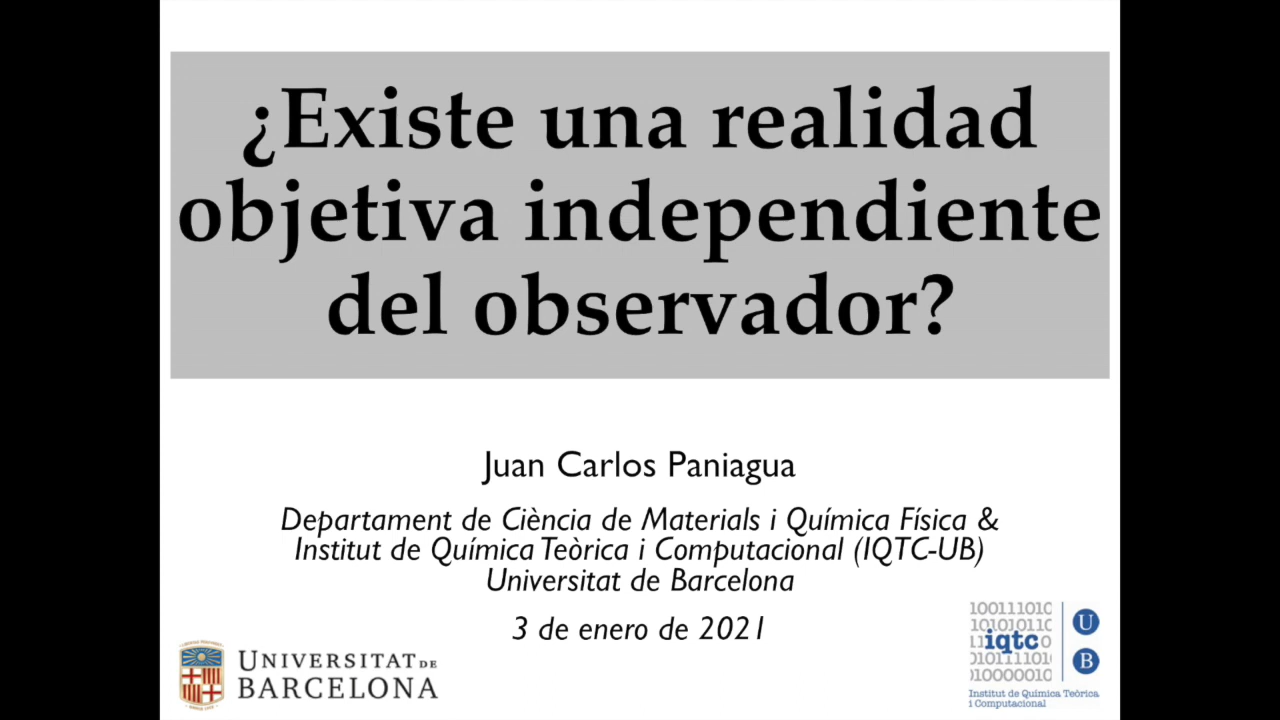 ¿Existe una realidad
objetiva independiente
del observador?
Juan Carlos Paniagua
Departament de Ciència de Materials i Química Física &
Institut de Química Teòrica i Computacional (IQTC-UB)
Universitat de Barcelona
3 de enero de 2021
UNIVERSITAT DE
BARCELONA
iqtc
U
B
Institut de Química Teòrica
i Computacional